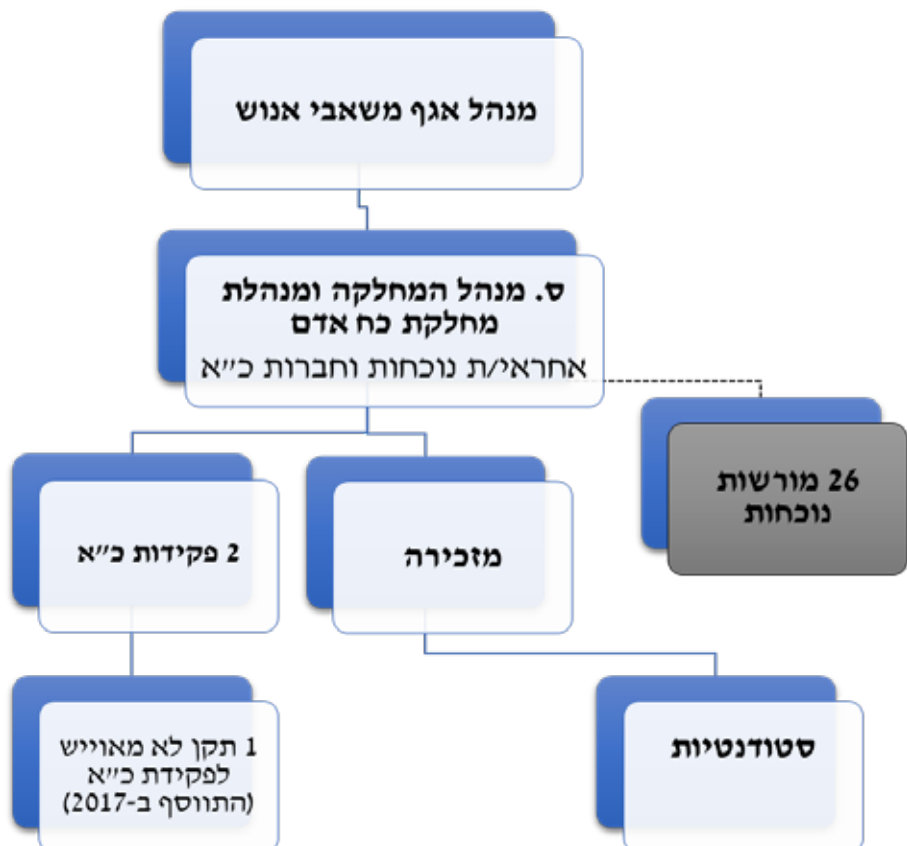 מנהל אגף משאבי אנוש
ס. מנהל המחלקה ומנהלת
מחלקת כח אדם
אחראי/ת נוכחות וחברות כ״א
26 מורשות
נוכחות
מזכירה
2 פקידות כ״א
סטודנטיות
1 תקן לא מאוייש
לפקידת כ״א
(התווסף ב-2017)